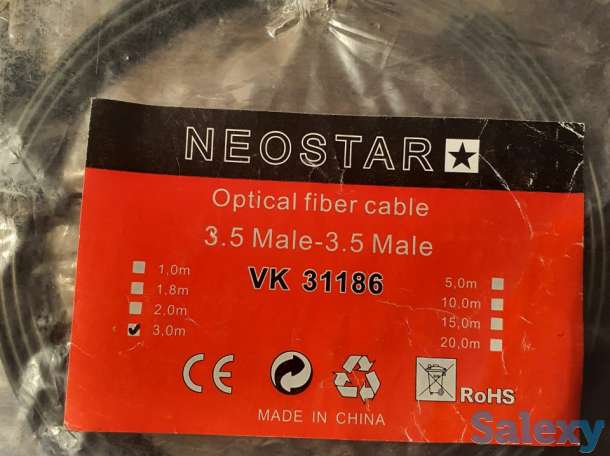 NEOSTAR
Optical fiber cable
3.5 Male-3.5 Male
VK 31186
1,0m
1.8m
2,0m
3,0m
5,0m
10,0m
15,0m
20,0m
CE
RoHS
MADE IN CHINA
Salexy